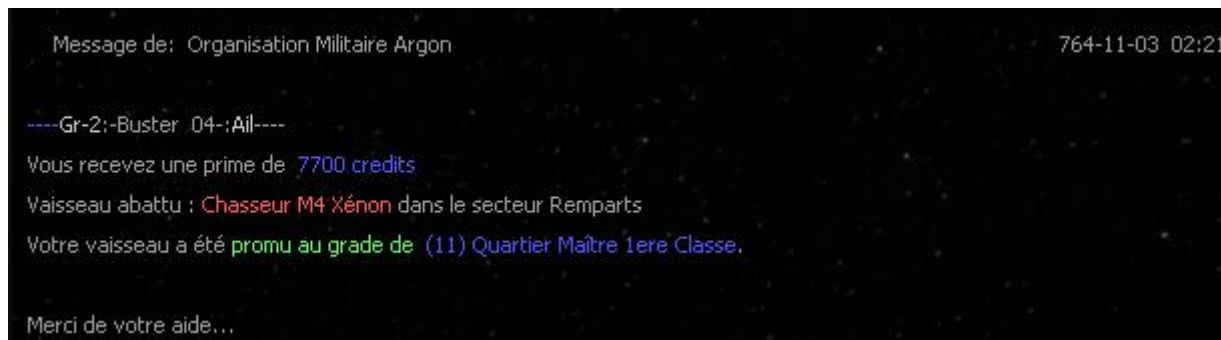 Message de: Organisation Militaire Argon 764-11-03 02:21
----Gr-2:-Buster 04-:Ail----
Vous recevez une prime de 7700 credits
Vaisseau abattu : Chasseur M4 Xénon dans le secteur Remparts
Votre vaisseau a été promu au grade de (11) Quartier Maître 1ere Classe.
Merci de votre aide...